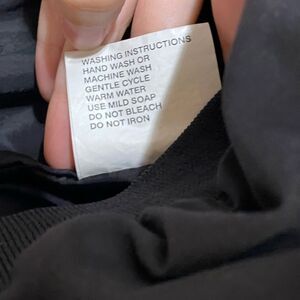 WASHING INSTRUCTIONS
HAND WASH OR
MACHINE WASH
GENTLE CYCLE
WARM WATER
USE MILD SOAP
DO NOT BLEACH
DO NOT IRON